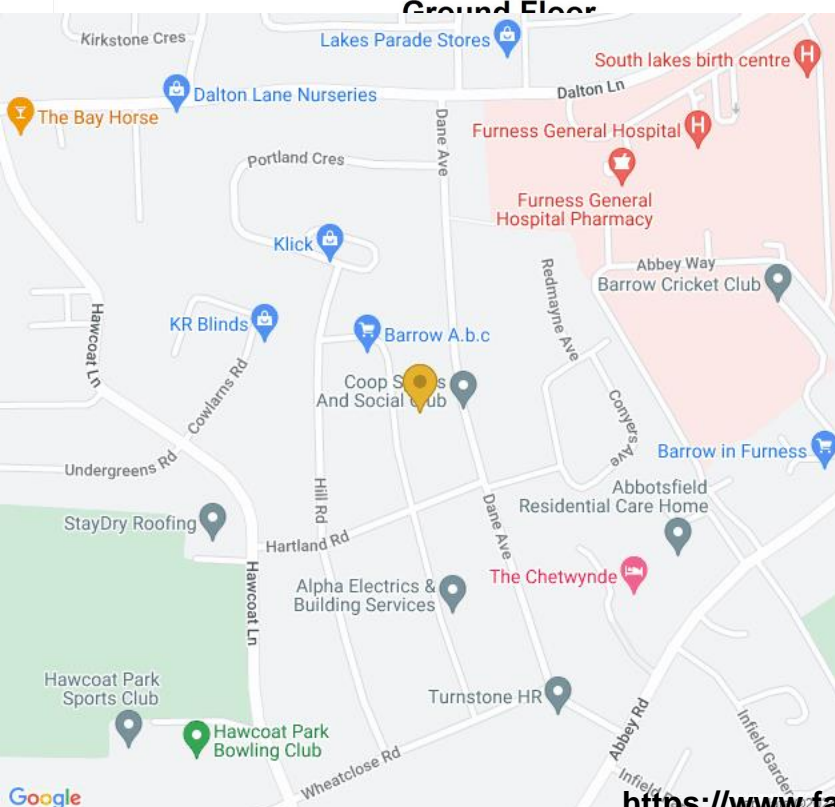 Ground Floor
Kirkstone Cres
Lakes Parade Stores
South lakes birth centre
Dalton Ln
Dalton Lane Nurseries
The Bay Horse
Dane Ave
Furness General Hospital
Portland Cres
Furness General
Hospital Pharmacy
Klick
Abbey Way
Barrow Cricket Club
Redmayne Ave
Hawcoat Ln
KR Blinds
Barrow A.b.c
Coop
And Social
Cowlarns Rd
Conyers Ave
Undergreens Rd
Barrow in Furness
Hill Rd
Abbotsfield
Residential Care Home
StayDry Roofing
Dane Ave
Hartland Rd
Hawcoat Ln
The Chetwynde
Alpha Electrics &
Building Services
Hawcoat Park
Sports Club
Turnstone HR
Hawcoat Park
Bowling Club
Abbey Rd
Infield Gardens
Wheatclose Rd
Infield
Google
https://www.fa